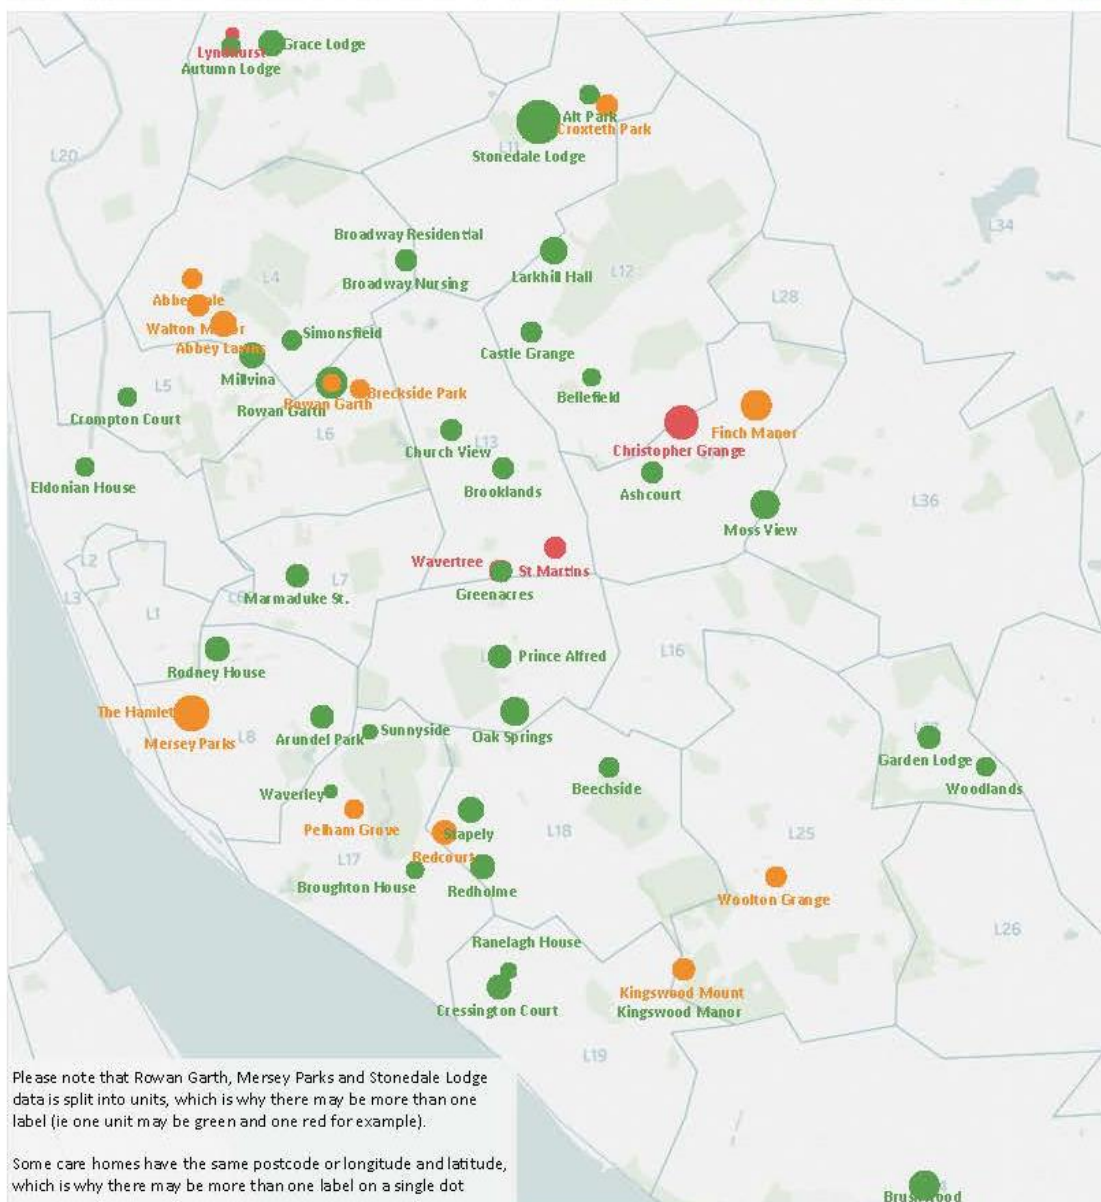 Lyndhurst
Grace Lodge
Autumn Lodge
Alt Park
Croxteth Park
L11
Stonedale Lodge
L20
L34
Broadway Residential
L4
Broadway Nursing
Larkhill Hall
L12
L28
Abbeydale
Walton Manor
Abbey Lawns
Simonsfield
Castle Grange
Millvina
L5
Rowan Garth
Rowan Garth
Breckside Park
Bellefield
Crompton Court
L6
Church View
L13
Christopher Grange
Finch Manor
Eldonian House
Brooklands
Ashcourt
L36
Moss View
L2
Wavertree
St Martins
L3
L7
Greenacres
Marmaduke St.
L1
Prince Alfred
L16
Rodney House
The Hamlet
Mersey Parks
L8
Arundel Park
Sunnyside
Oak Springs
Garden Lodge
Woodlands
Beechside
Waverley
Pelham Grove
Stapely
L18
L25
Redcourt
L17
Broughton House
Redholme
Woolton Grange
L26
Ranelagh House
Cressington Court
Kingswood Mount
Kingswood Manor
L19
Please note that Rowan Garth, Mersey Parks and Stonedale Lodge
data is split into units, which is why there may be more than one
label (ie one unit may be green and one red for example).
Some care homes have the same postcode or longitude and latitude,
which is why there may be more than one label on a single dot
Brushwood